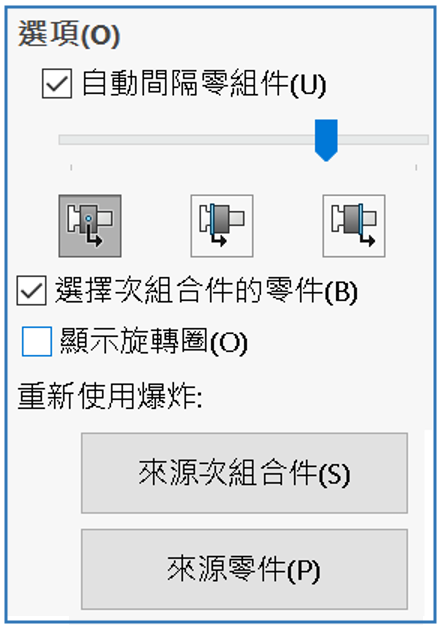 選項(O)
自動間隔零組件(U)
選擇次組合件的零件(B)
顯示旋轉圈(O)
重新使用爆炸:
來源次組合件(S)
來源零件(P)